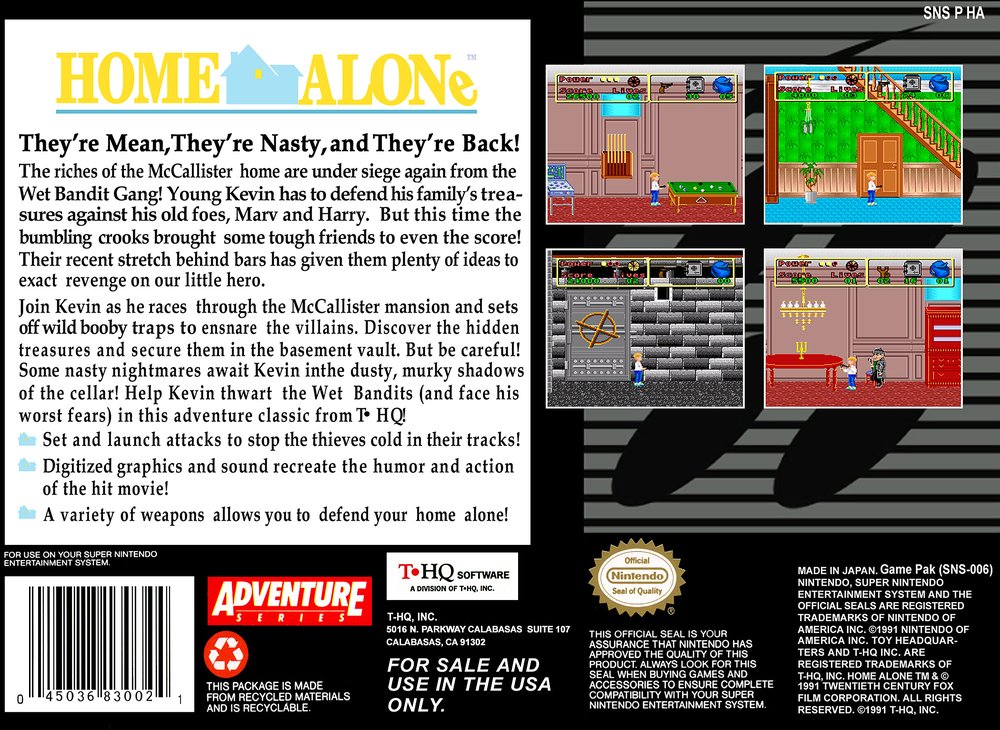 SNS P HA
HOME ALONe™
They're Mean,They're Nasty,and They're Back!
The riches of the McCallister home are under siege again from the
Wet Bandit Gang! Young Kevin has to defend his family's trea-
sures against his old foes, Marv and Harry. But this time the
bumbling crooks brought some tough friends to even the score!
Their recent stretch behind bars has given them plenty of ideas to
exact revenge on our little hero.
Join Kevin as he races through the McCallister mansion and sets
off wild booby traps to ensnare the villains. Discover the hidden
treasures and secure them in the basement vault. But be careful!
Some nasty nightmares await Kevin inthe dusty, murky shadows
of the cellar! Help Kevin thwart the Wet Bandits (and face his
worst fears) in this adventure classic from T•HQ!
Set and launch attacks to stop the thieves cold in their tracks!
Digitized graphics and sound recreate the humor and action
of the hit movie!
A variety of weapons allows you to defend your home alone!
Power
Score Lives
Power
Score Lives
Power
Score Lives
Power
Score Lives
FOR USE ON YOUR SUPER NINTENDO
ENTERTAINMENT SYSTEM.
0 45036 83002 1
ADVENTURE
SERIES
THIS PACKAGE IS MADE
FROM RECYCLED MATERIALS
AND IS RECYCLABLE.
T•HQ SOFTWARE
A DIVISION OF T•HQ, INC.
T-HQ, INC.
5016 N. PARKWAY CALABASAS SUITE 107
CALABASAS, CA 91302
FOR SALE AND
USE IN THE USA
ONLY.
Official
Nintendo
Seal of Quality
®
THIS OFFICIAL SEAL IS YOUR
ASSURANCE THAT NINTENDO HAS
APPROVED THE QUALITY OF THIS
PRODUCT. ALWAYS LOOK FOR THIS
SEAL WHEN BUYING GAMES AND
ACCESSORIES TO ENSURE COMPLETE
COMPATIBILITY WITH YOUR SUPER
NINTENDO ENTERTAINMENT SYSTEM.
MADE IN JAPAN. Game Pak (SNS-006)
NINTENDO, SUPER NINTENDO
ENTERTAINMENT SYSTEM AND THE
OFFICIAL SEALS ARE REGISTERED
TRADEMARKS OF NINTENDO OF
AMERICA INC. ©1991 NINTENDO OF
AMERICA INC. TOY HEADQUAR-
TERS AND T-HQ INC. ARE
REGISTERED TRADEMARKS OF
T-HQ, INC. HOME ALONE TM & ©
1991 TWENTIETH CENTURY FOX
FILM CORPORATION. ALL RIGHTS
RESERVED. ©1991 T-HQ, INC.